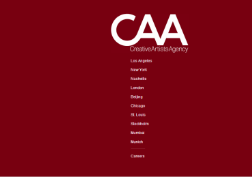 CAA
Creative Artists Agency
Los Angeles
New York
Nashville
London
Beijing
Chicago
St. Louis
Stockholm
Mumbai
Munich
Careers